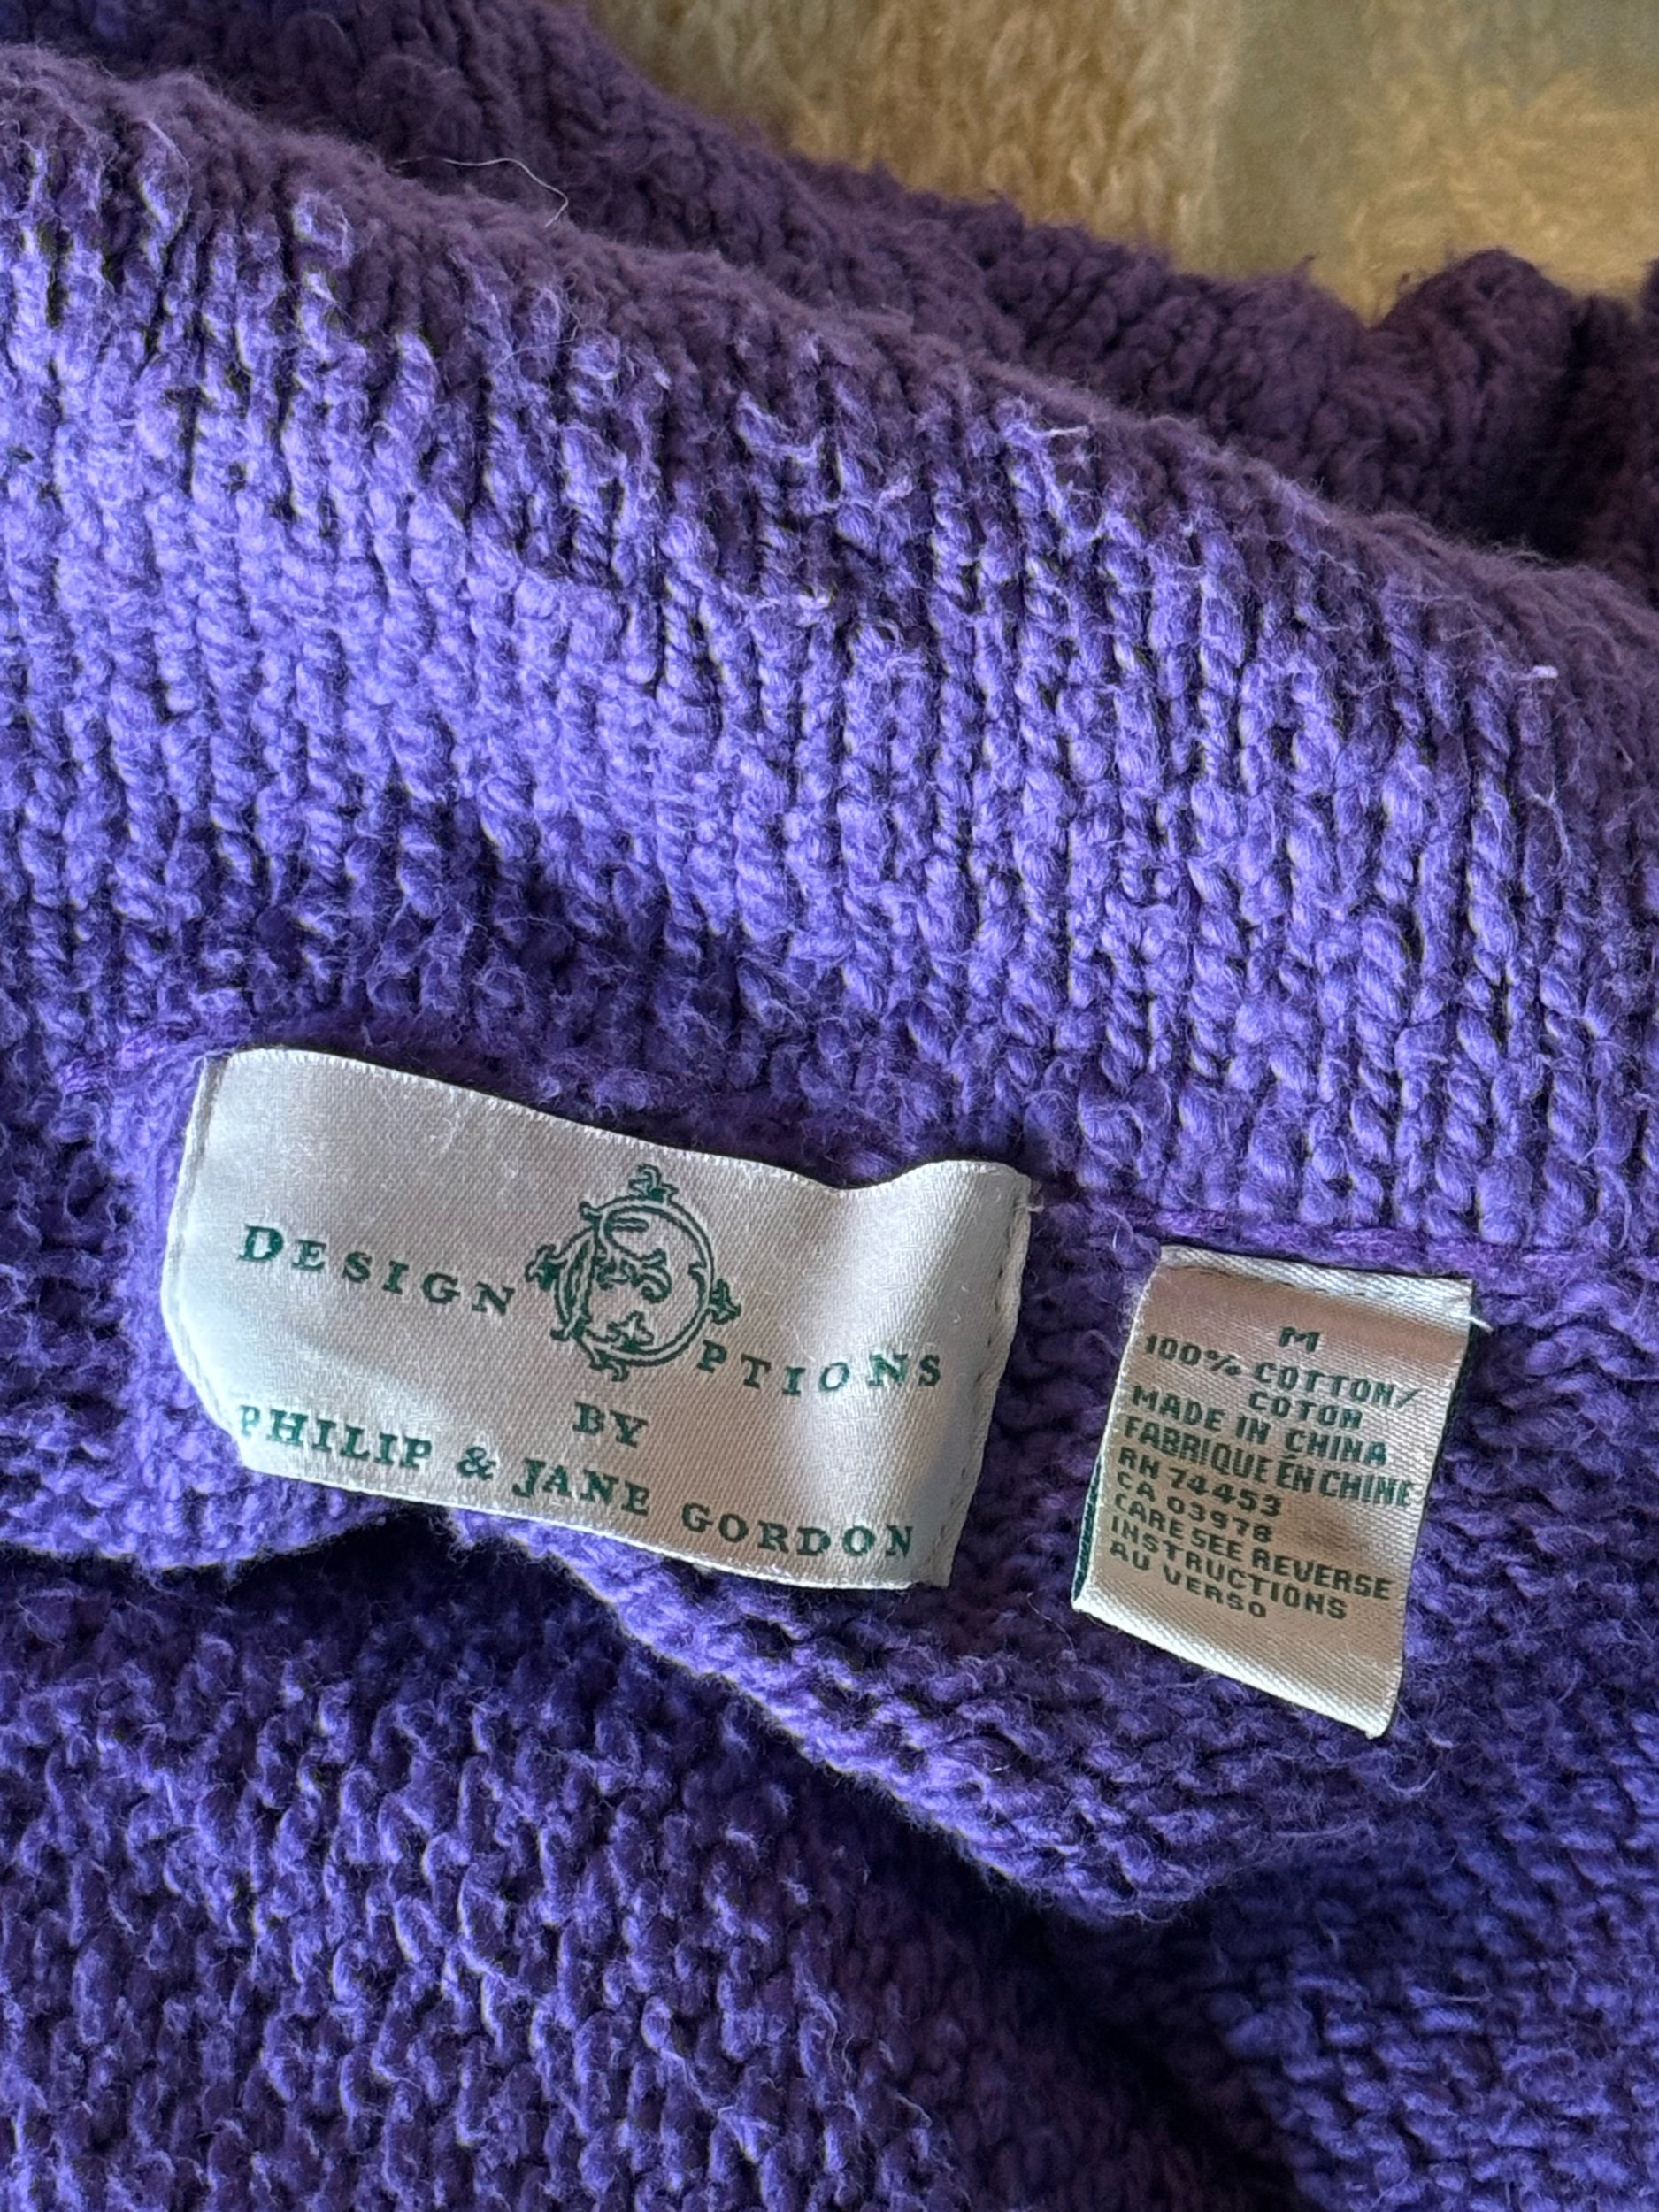 DESIGN OPTIONS
BY
PHILIP & JANE GORDON
M
100% COTTON/
COTON
MADE IN CHINA
FABRIQUÉ EN CHINE
RN 74453
CA 03978
CARE SEE REVERSE
INSTRUCTIONS
AU VERSO